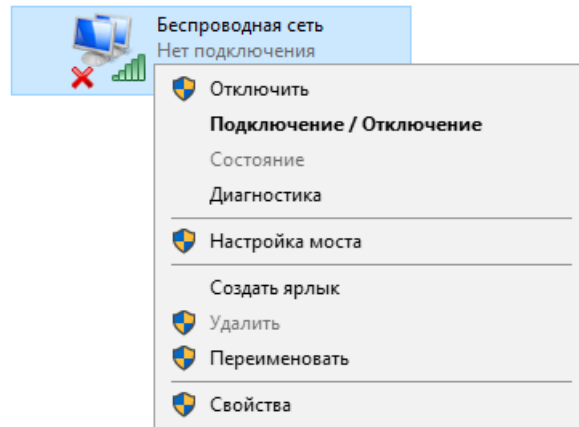 Беспроводная сеть
Нет подключения
Отключить
Подключение / Отключение
Состояние
Диагностика
Настройка моста
Создать ярлык
Удалить
Переименовать
Свойства